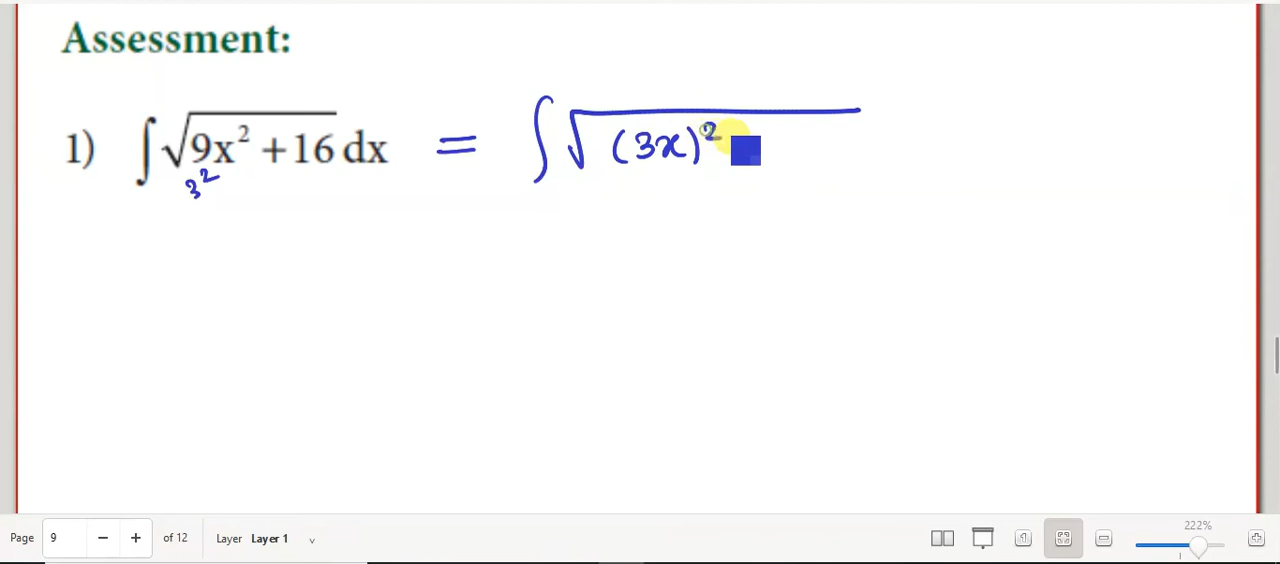 Assessment:
1) ∫√9x² + 16 dx = ∫√(3x)²
3²
Page 9 − + of 12 Layer Layer 1 222%